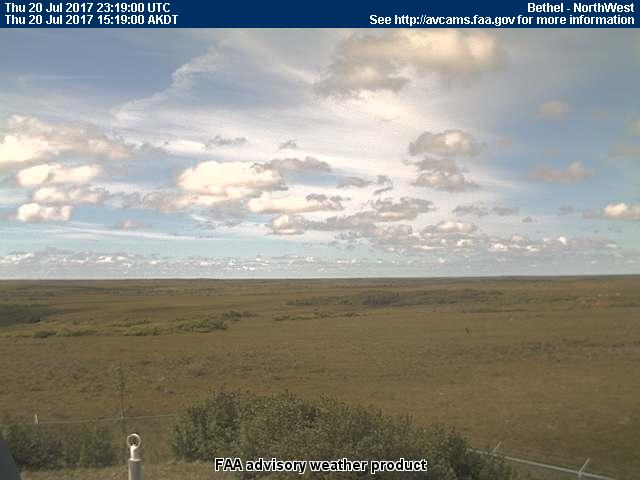 Thu 20 Jul 2017 23:19:00 UTC
Bethel - NorthWest
Thu 20 Jul 2017 15:19:00 AKDT
See http://avcams.faa.gov for more information
FAA advisory weather product